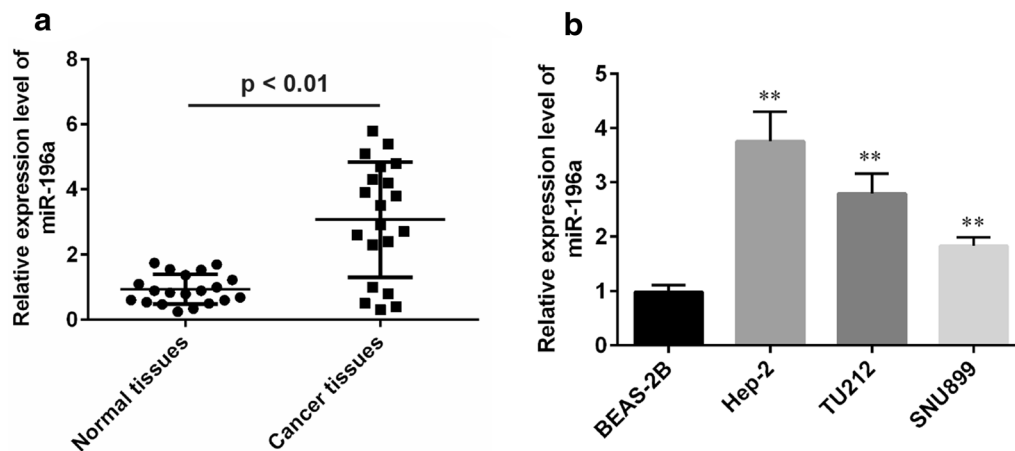 a
Relative expression level of
miR-196a
8
6
4
2
0
p < 0.01
Normal tissues
Cancer tissues
b
Relative expression level of
miR-196a
5
4
3
2
1
0
**
**
**
BEAS-2B
Hep-2
TU212
SNU899